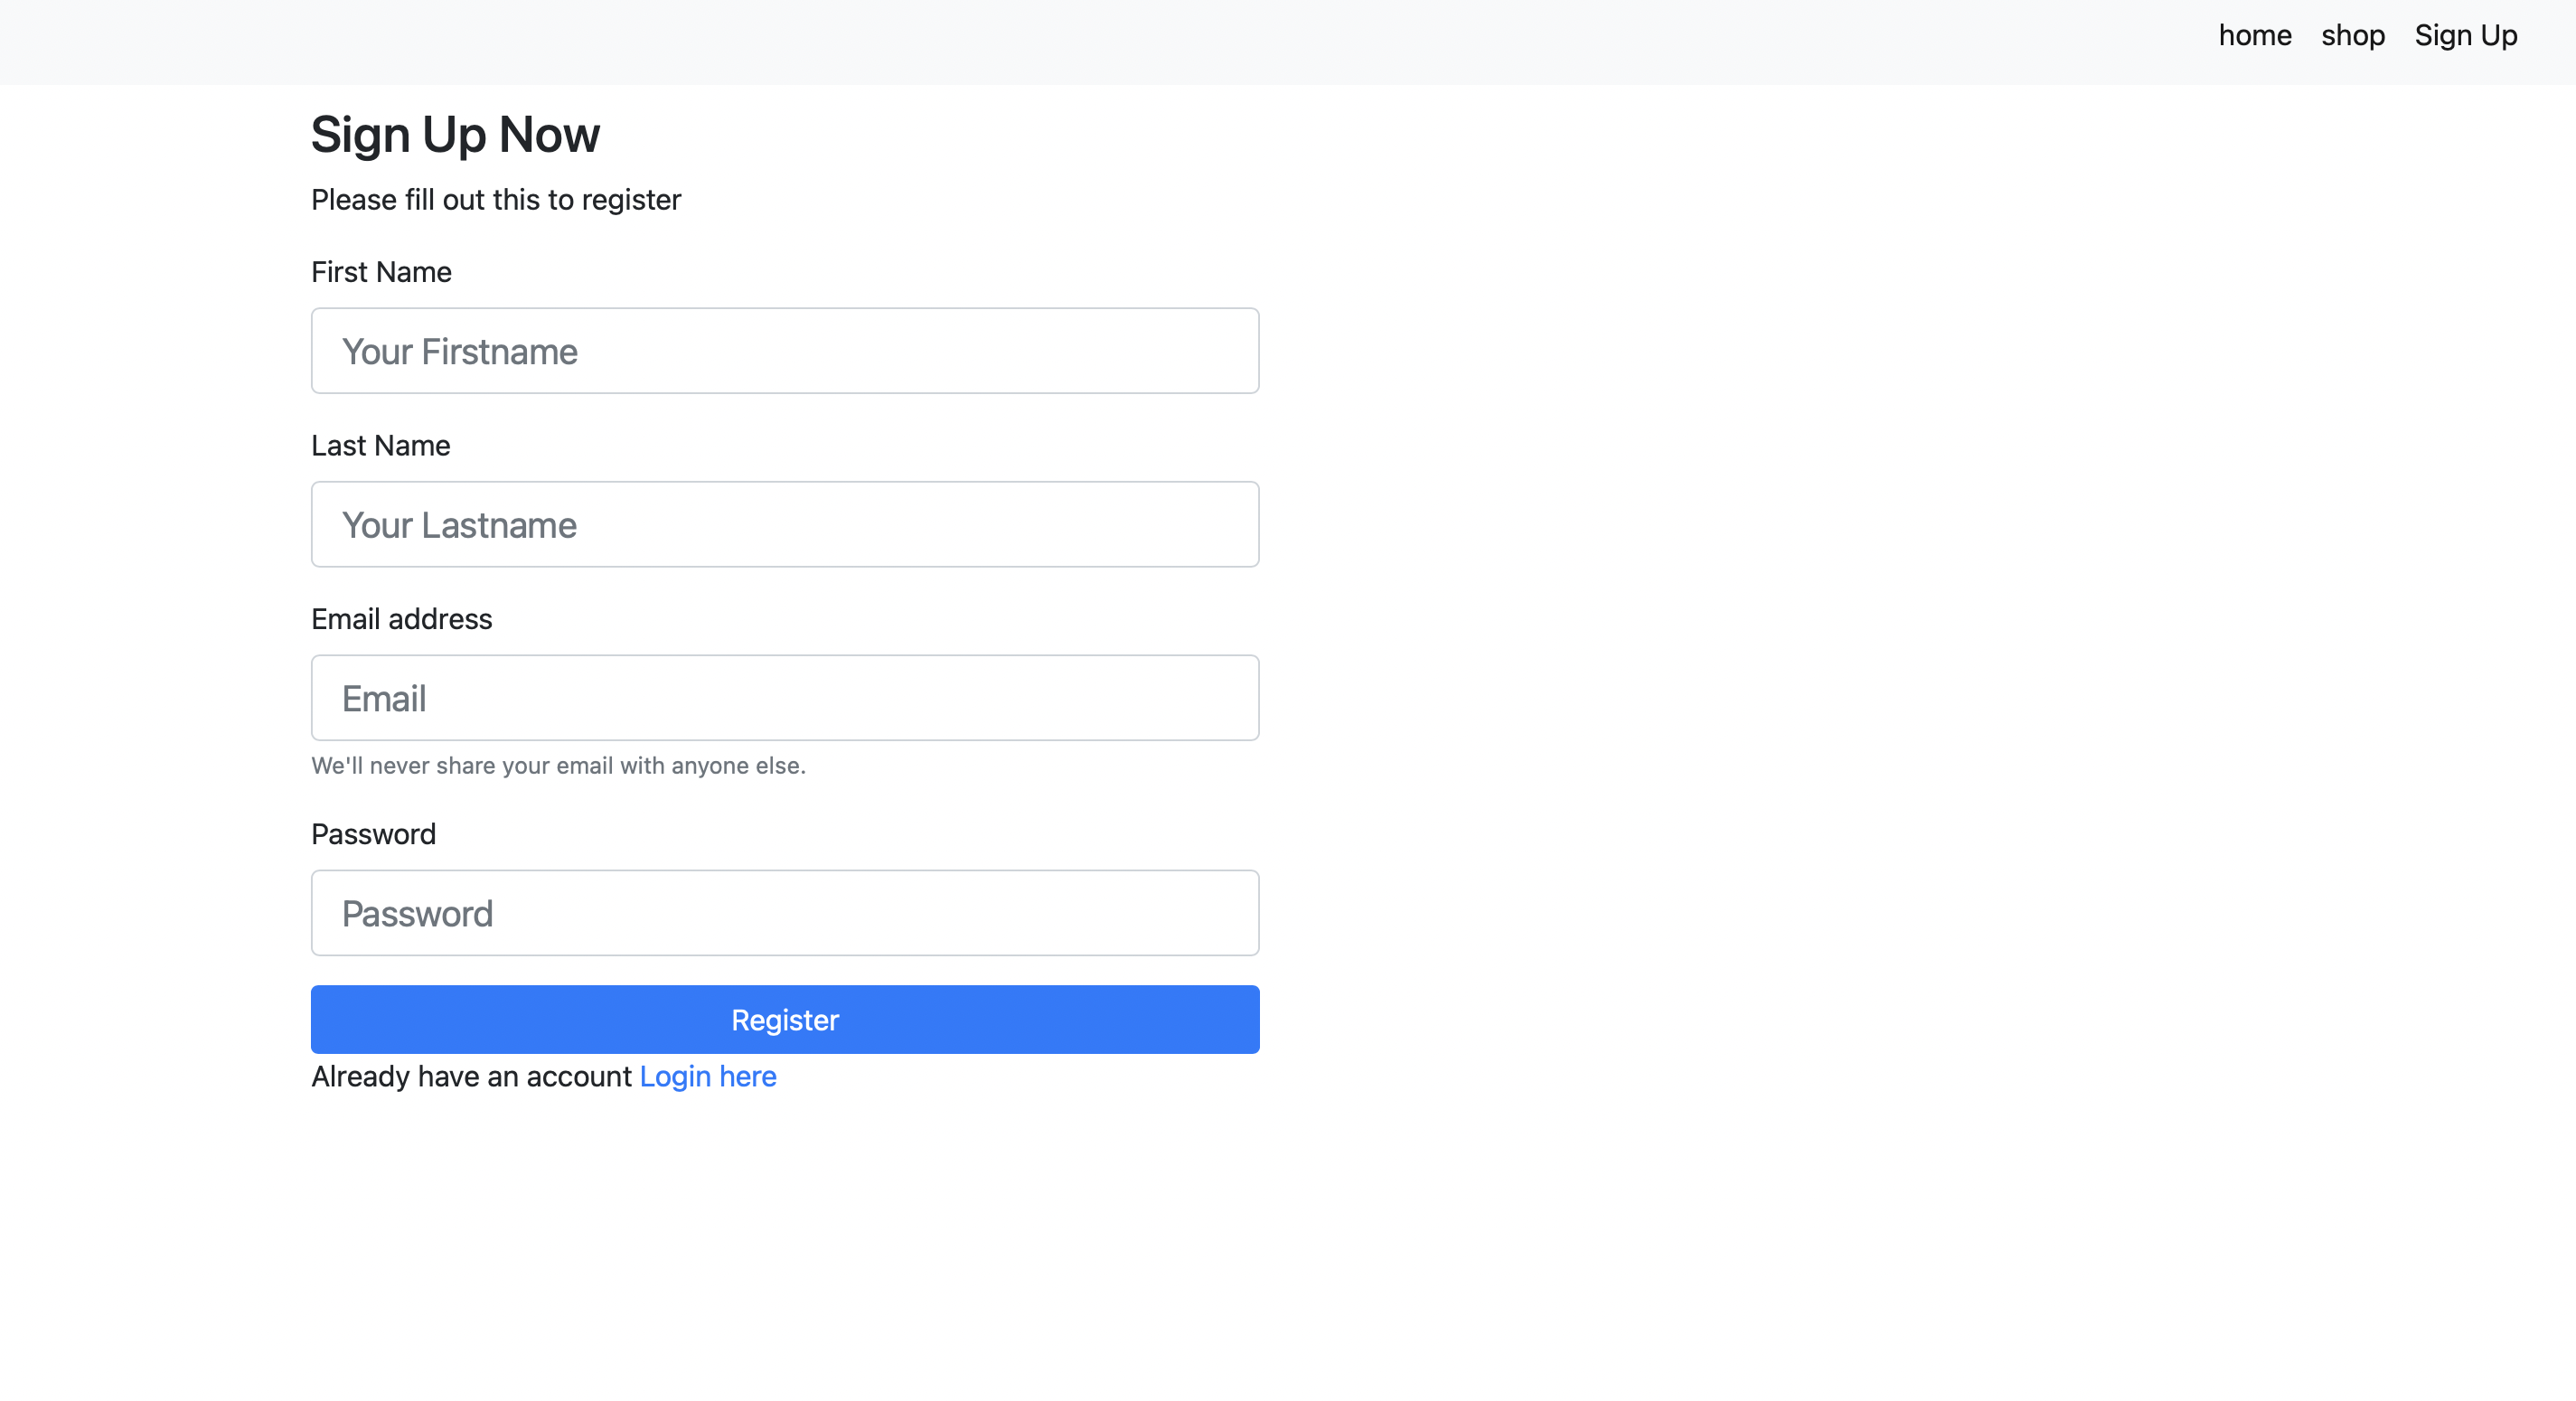 home shop Sign Up
Sign Up Now
Please fill out this to register
First Name
Your Firstname
Last Name
Your Lastname
Email address
Email
We'll never share your email with anyone else.
Password
Password
Register
Already have an account Login here